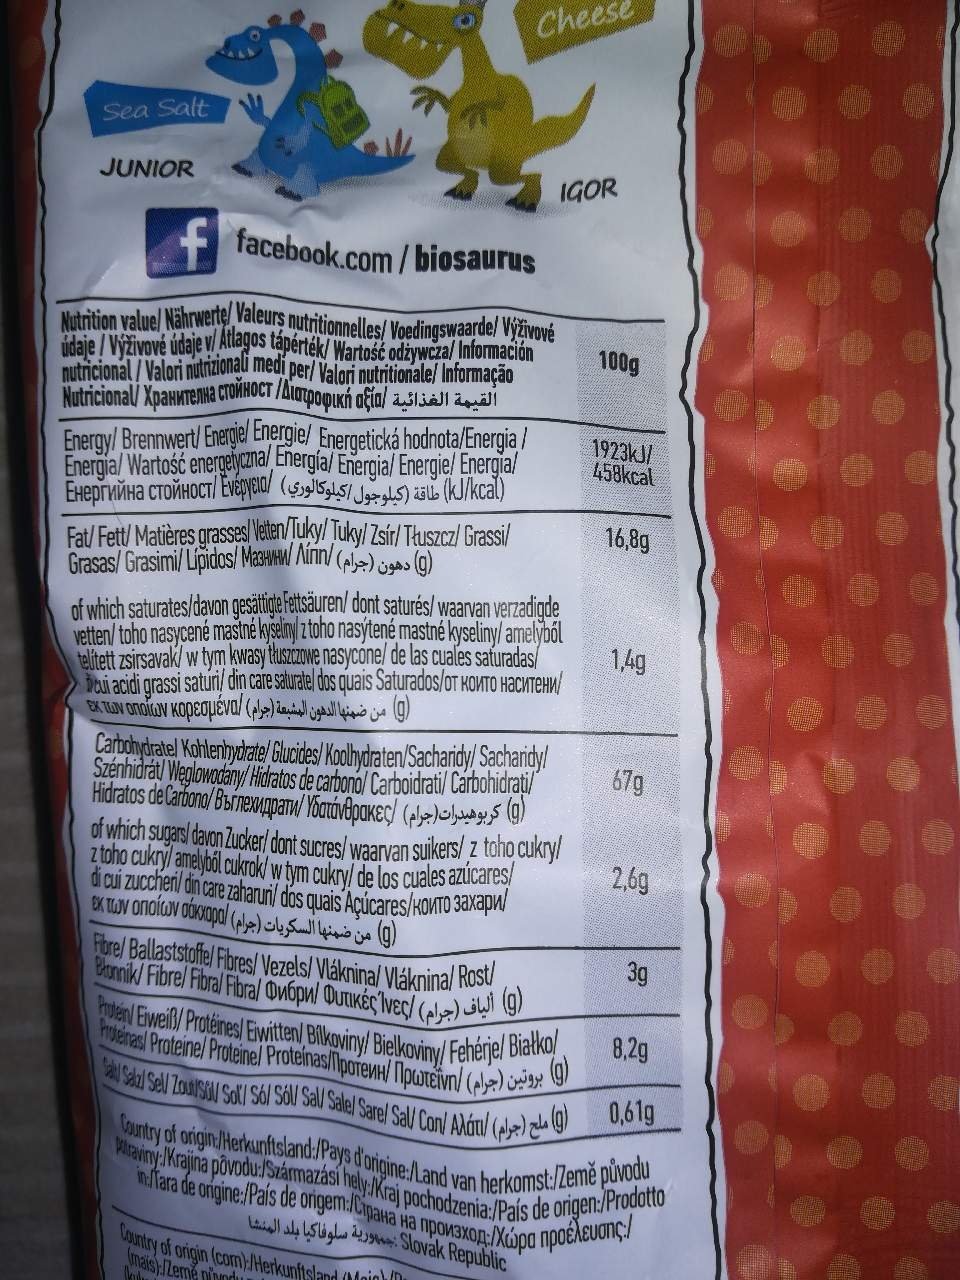 Cheese
Sea Salt
JUNIOR
IGOR
f facebook.com / biosaurus
Nutrition value/ Nährwerte/ Valeurs nutritionnelles/ Voedingswaarde/ Výživové
údaje / Výživové údaje v/ Átlagos tápérték/ Wartość odżywcza/ Información
nutricional / Valori nutrizionali medi per/ Valori nutritionale/ Informação
Nutricional/ Хранителна стойност /Διατροφική αξία/ القيمة الغذائية
100g
Energy/ Brennwert/ Energie/ Energie/ Energetická hodnota/Energia /
Energia/ Wartość energetyczna/ Energía/ Energia/ Energie/ Energia/
Енергийна стойност/ Ενέργεια/ طاقة (كيلوجول/كيلوكالوري) (kJ/kcal)
1923kJ/
458kcal
Fat/ Fett/ Matières grasses/ Vetten/Tuky/ Tuky/ Zsír/ Tłuszcz/ Grassi/
Grasas/ Grasimi/ Lípidos/ Мазнини/ Λίπη/ دهون (جرام) (g)
16,8g
of which saturates/davon gesättigte Fettsäuren/ dont saturés/ waarvan verzadigde
vetten/ toho nasycené mastné kyseliny/ z toho nasýtené mastné kyseliny/ amelyből
telített zsirsavak/ w tym kwasy tłuszczowe nasycone/ de las cuales saturadas/
di cui acidi grassi saturi/ din care saturate/ dos quais Saturados/от които наситени/
εκ των οποίων κορεσμένα/ من ضمنها الدهون المشبعة (جرام) (g)
1,4g
Carbohydrate/ Kohlenhydrate/ Glucides/ Koolhydraten/Sacharidy/ Sacharidy/
Szénhidrát/ Węglowodany/ Hidratos de carbono/ Carboidrati/ Carbohidrați/
Hidratos de Carbono/ Въглехидрати/ Υδατάνθρακες/ كربوهيدرات(جرام) (g)
67g
of which sugars/ davon Zucker/ dont sucres/ waarvan suikers/ z toho cukry/
z toho cukry/ amelyből cukrok/ w tym cukry/ de los cuales azúcares/
di cui zuccheri/ din care zaharuri/ dos quais Açúcares/които захари/
εκ των οποίων σάκχαρα/ من ضمنها السكريات (جرام) (g)
2,6g
Fibre/ Ballaststoffe/ Fibres/ Vezels/ Vláknina/ Vláknina/ Rost/
Błonnik/ Fibre/ Fibra/ Fibra/ Фибри/ Φυτικές Ίνες/ ألياف (جرام) (g)
3g
Protein/ Eiweiß/ Protéines/ Eiwitten/ Bílkoviny/ Bielkoviny/ Fehérje/ Białko/
Proteínas/ Proteine/ Proteine/ Proteínas/Протеин/ Πρωτεΐνη/ بروتين (جرام) (g)
8,2g
Salt/ Salz/ Sel/ Zout/Sůl/ Soľ/ Só/ Sól/ Sal/ Sale/ Sare/ Sal/ Сол/ Αλάτι/ ملح (جرام) (g)
0,61g
Country of origin:/Herkunftsland:/Pays d'origine:/Land van herkomst:/Země původu
potraviny:/Krajina pôvodu:/Származási hely:/Kraj pochodzenia:/País de origen:/Prodotto
in:/Tara de origine:/País de origem:/Страна на произход:/Χώρα προέλευσης:/
جمهورية سلوفاكيا بلد المنشا: Slovak Republic
Country of origin (corn):/Herkunftsland
(maïs):/Země